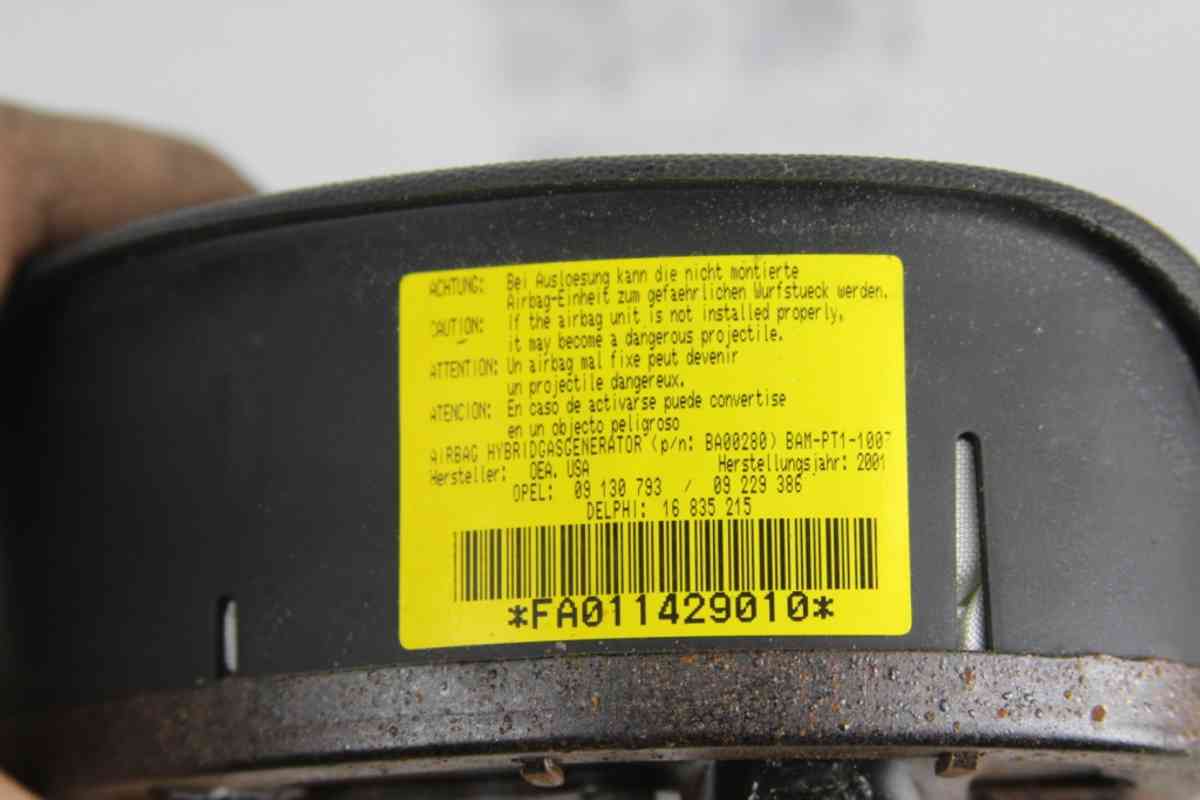 ACHTUNG: Bei Ausloesung kann die nicht montierte
Airbag-Einheit zum gefaehrlichen Wurfstueck werden.
CAUTION: If the airbag unit is not installed properly,
it may become a dangerous projectile.
ATTENTION: Un airbag mal fixe peut devenir
un projectile dangereux.
ATENCION: En caso de activarse puede convertise
en un objecto peligroso
AIRBAG HYBRIDGASGENERATOR (p/n: BA00280) BAM-PT1-1007
Hersteller: OEA. USA Herstellungsjahr: 2001
OPEL: 09 130 793 / 09 229 386
DELPHI: 16 835 215
*FA011429010*